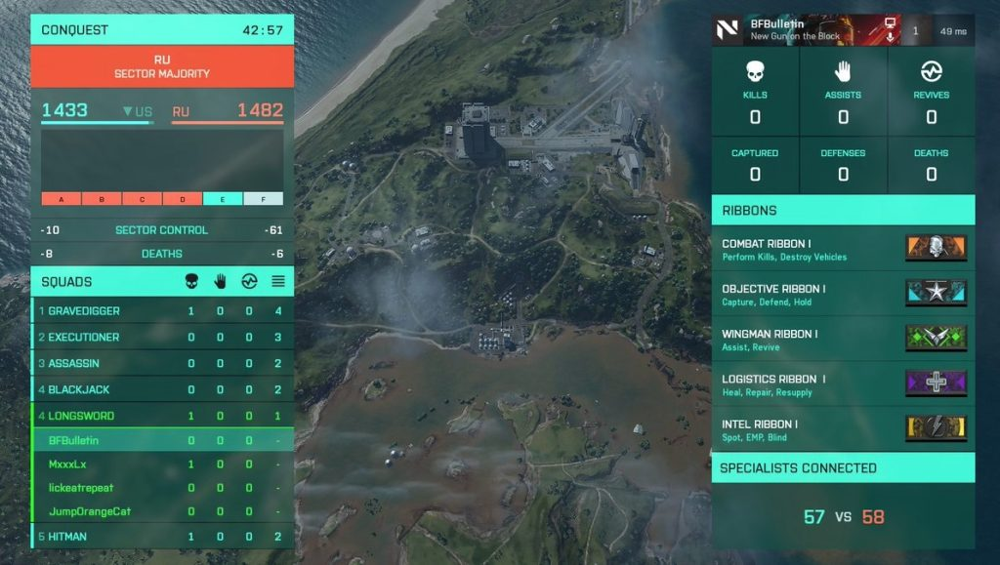 CONQUEST 42:57
RU
SECTOR MAJORITY
1433 ▼US RU 1482
A B C D E F
-10 SECTOR CONTROL -61
-8 DEATHS -6
SQUADS
1 GRAVEDIGGER 1 0 0 4
2 EXECUTIONER 0 0 0 3
3 ASSASSIN 0 0 0 2
4 BLACKJACK 0 0 0 2
4 LONGSWORD 1 0 0 1
BFBulletin 0 0 0 -
MxxxLx 1 0 0 -
lickeatrepeat 0 0 0 -
JumpOrangeCat 0 0 0 -
5 HITMAN 1 0 0 2
BFBulletin
New Gun on the Block 1 49 ms
KILLS ASSISTS REVIVES
0 0 0
CAPTURED DEFENSES DEATHS
0 0 0
RIBBONS
COMBAT RIBBON I
Perform Kills, Destroy Vehicles
OBJECTIVE RIBBON I
Capture, Defend, Hold
WINGMAN RIBBON I
Assist, Revive
LOGISTICS RIBBON I
Heal, Repair, Resupply
INTEL RIBBON I
Spot, EMP, Blind
SPECIALISTS CONNECTED
57 VS 58